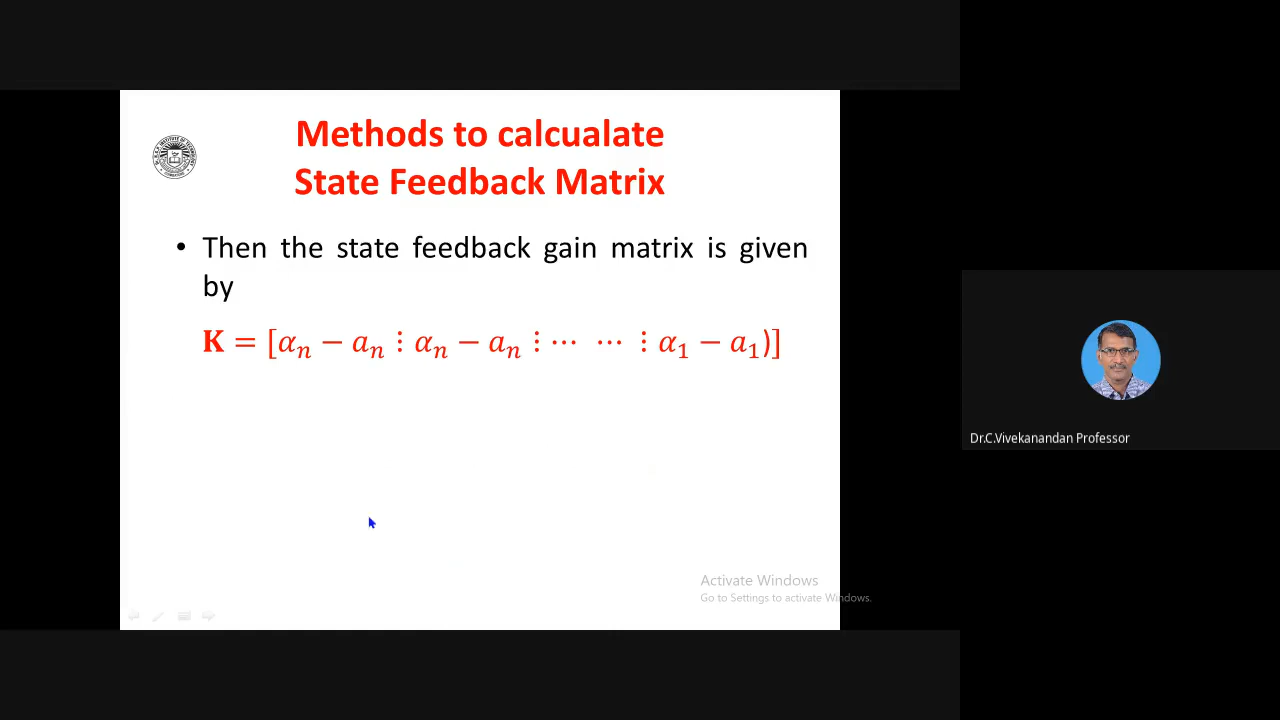 Methods to calcualate
State Feedback Matrix
• Then the state feedback gain matrix is given
by
K = [αₙ − aₙ ⋮ αₙ − aₙ ⋮ ⋯ ⋯ ⋮ α₁ − a₁)]
Dr.C.Vivekanandan Professor
Activate Windows
Go to Settings to activate Windows.